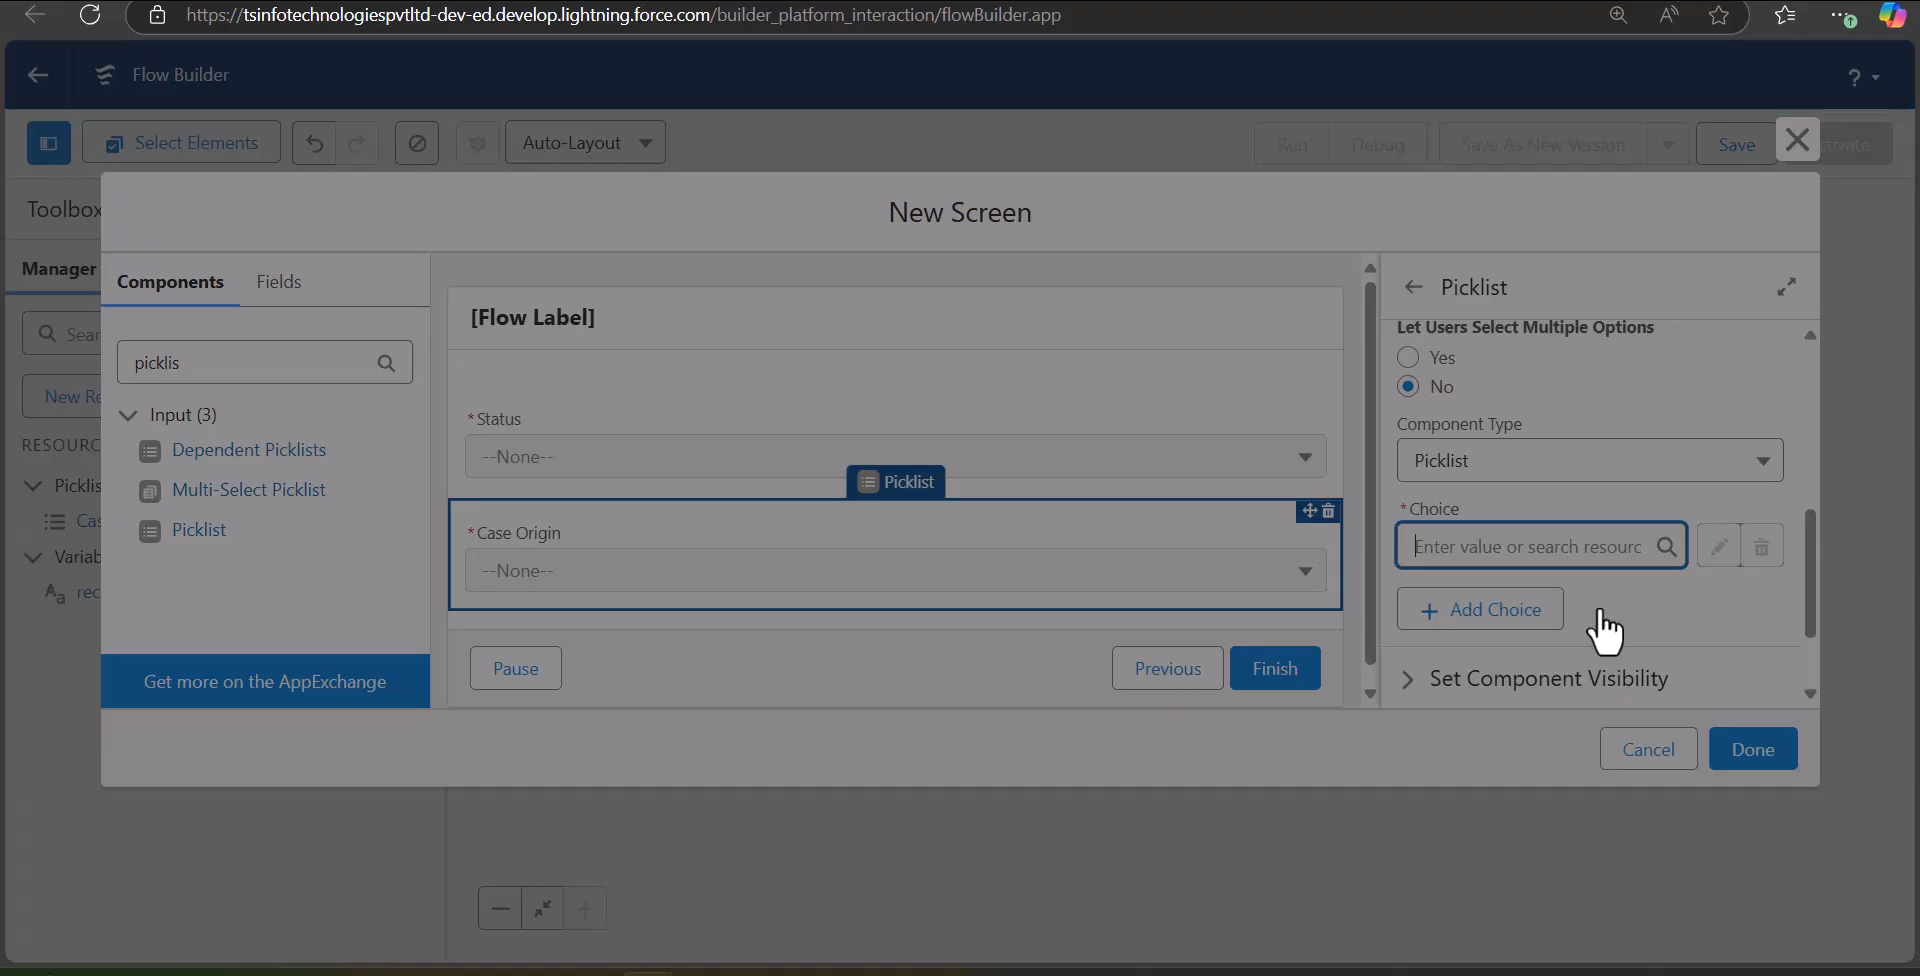 https://tsinfotechnologiespvtltd-dev-ed.develop.lightning.force.com/builder_platform_interaction/flowBuilder.app
Flow Builder
?
Select Elements
Auto-Layout
Run
Debug
Save As New Version
Save
Toolbox
New Screen
Manager
Components
Fields
[Flow Label]
Picklist
Let Users Select Multiple Options
Yes
No
picklis
Input (3)
Dependent Picklists
Multi-Select Picklist
Picklist
* Status
--None--
Picklist
* Case Origin
--None--
Component Type
Picklist
* Choice
Enter value or search resourc
+ Add Choice
Set Component Visibility
Pause
Previous
Finish
Get more on the AppExchange
Cancel
Done